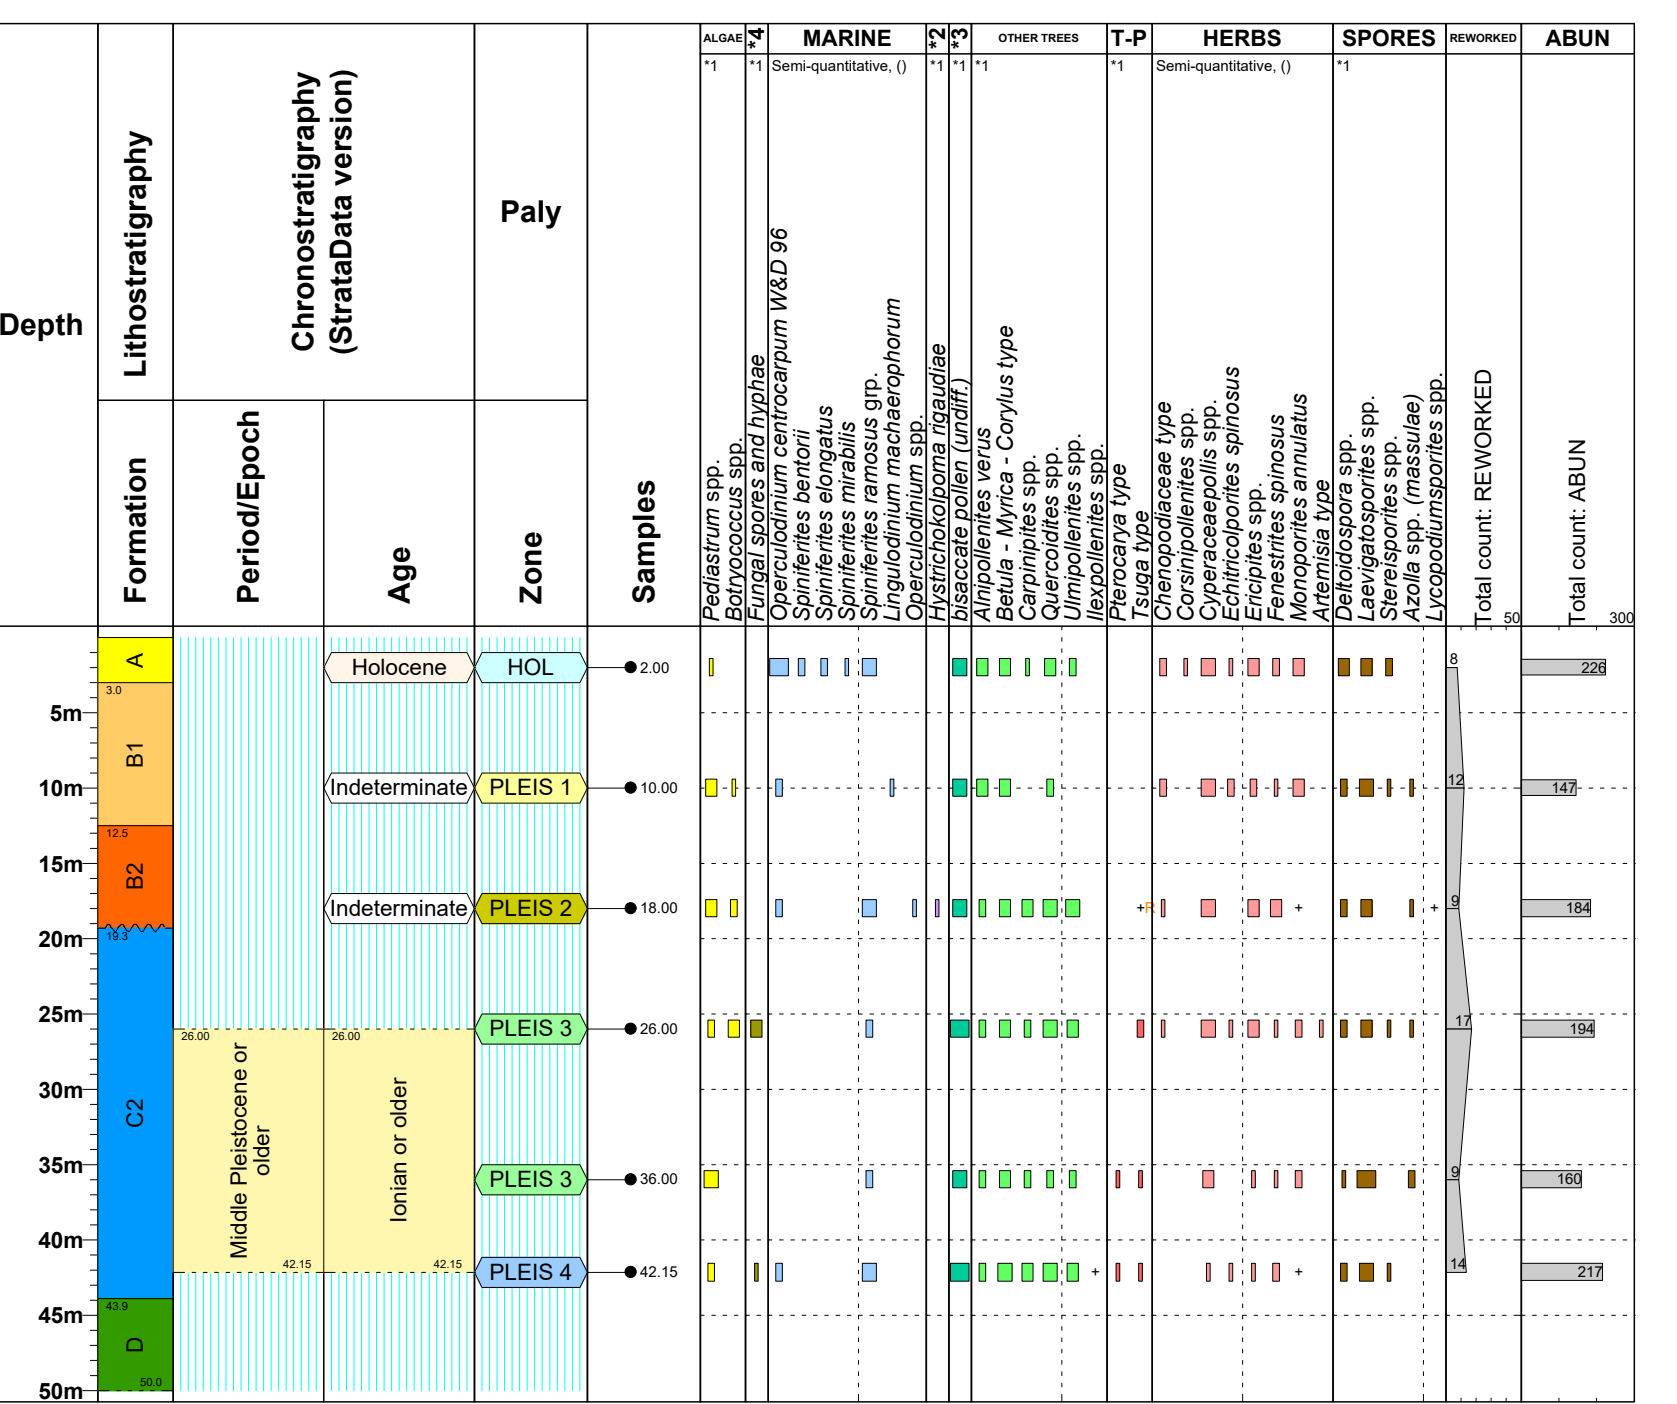 ALGAE *4 MARINE *2 *3 OTHER TREES T-P HERBS SPORES REWORKED ABUN
*1 *1 Semi-quantitative, () *1 *1 *1 *1 Semi-quantitative, () *1
Depth
Lithostratigraphy
Chronostratigraphy
(StrataData version)
Paly
Formation
Period/Epoch
Age
Zone
Samples
Pediastrum spp.
Botryococcus spp.
Fungal spores and hyphae
Operculodinium centrocarpum W&D 96
Spiniferites bentorii
Spiniferites elongatus
Spiniferites mirabilis
Spiniferites ramosus grp.
Lingulodinium machaerophorum
Operculodinium spp.
Hystrichokolpoma rigaudiae
bisaccate pollen (undiff.)
Alnipollenites verus
Betula - Myrica - Corylus type
Carpinipites spp.
Quercoidites spp.
Ulmipollenites spp.
Ilexpollenites spp.
Pterocarya type
Tsuga type
Chenopodiaceae type
Corsinipollenites spp.
Cyperaceaepollis spp.
Echitricolporites spinosus
Ericipites spp.
Fenestrites spinosus
Monoporites annulatus
Artemisia type
Deltoidospora spp.
Laevigatosporites spp.
Stereisporites spp.
Azolla spp. (massulae)
Lycopodiumsporites spp.
Total count: REWORKED
50
Total count: ABUN
300
A
Holocene HOL 2.00 8 226
3.0
5m
B1
10m Indeterminate PLEIS 1 10.00 12 147
12.5
15m
B2
Indeterminate PLEIS 2 18.00 +R + + 9 184
19.3
20m
25m
26.00 26.00 PLEIS 3 26.00 17 194
30m
C2
Middle Pleistocene or
older
Ionian or older
35m
PLEIS 3 36.00 9 160
40m
42.15 42.15 PLEIS 4 42.15 + + 14 217
43.9
45m
D
50.0
50m